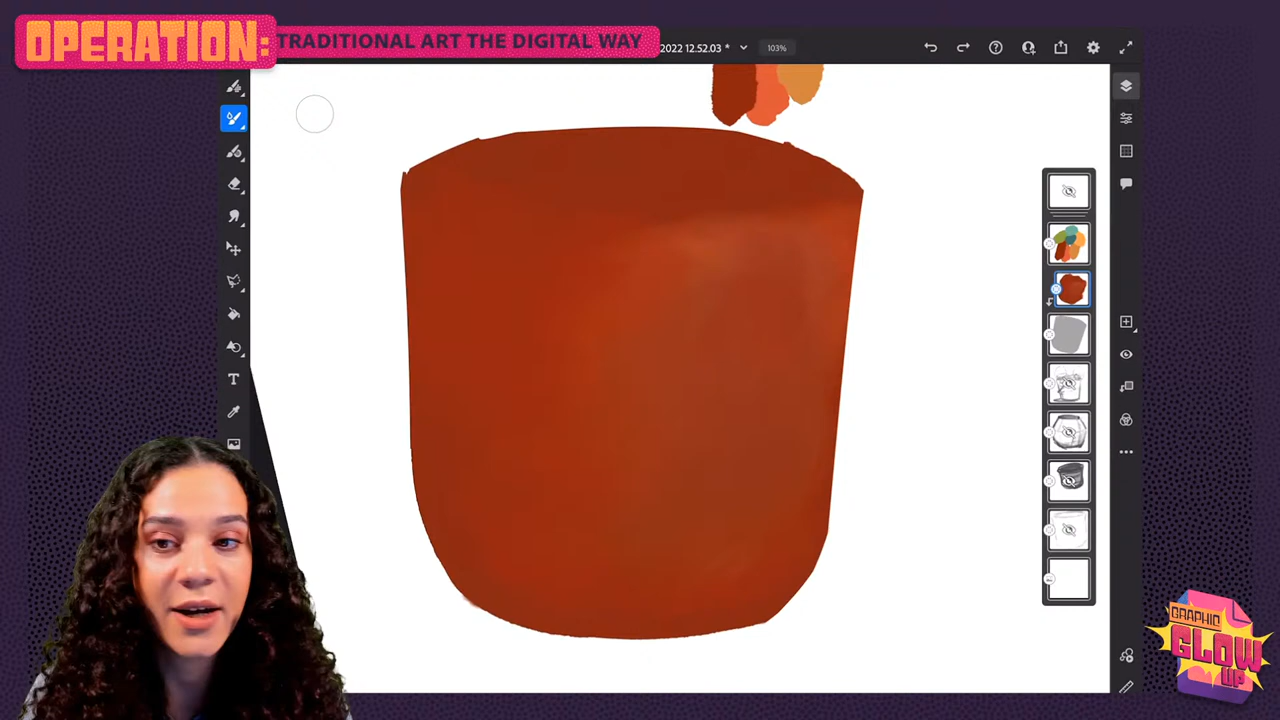 OPERATION:
TRADITIONAL ART THE DIGITAL WAY
2022 12.52.03 *
103%
T
GRAPHIC
GLOW
UP